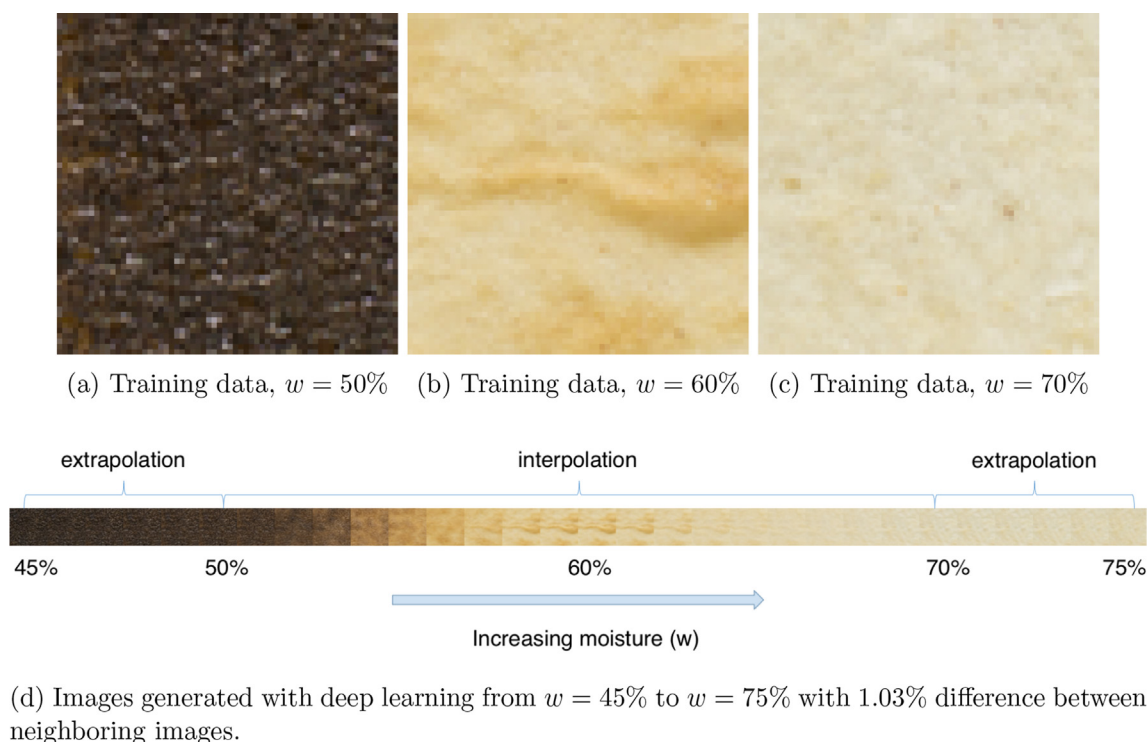 (a) Training data, w = 50%
(b) Training data, w = 60%
(c) Training data, w = 70%
extrapolation
interpolation
extrapolation
45%
50%
60%
70%
75%
Increasing moisture (w)
(d) Images generated with deep learning from w = 45% to w = 75% with 1.03% difference between
neighboring images.